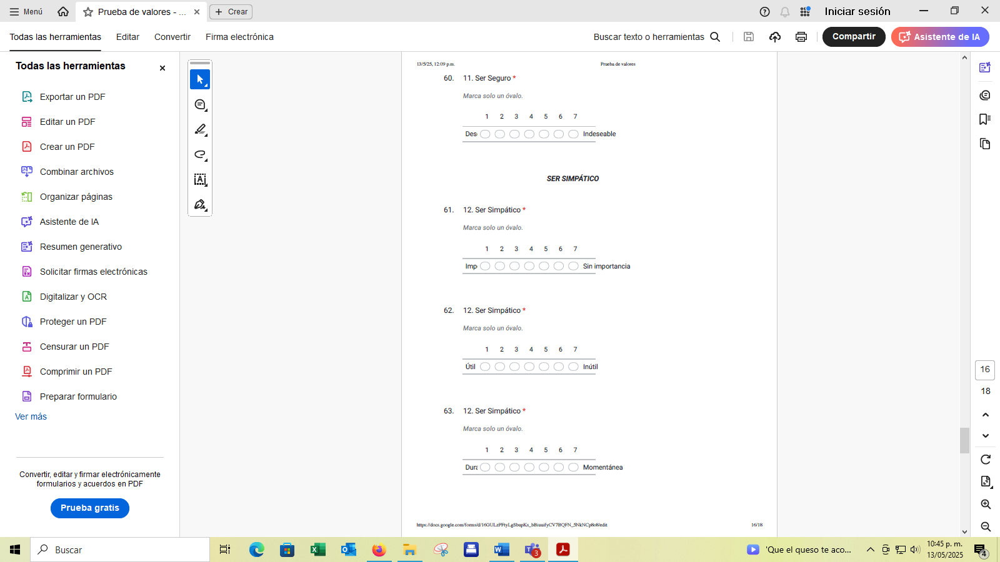 Menú
Prueba de valores - ...
Crear
Iniciar sesión
Todas las herramientas
Editar
Convertir
Firma electrónica
Buscar texto o herramientas
Compartir
Asistente de IA
Todas las herramientas
Exportar un PDF
Editar un PDF
Crear un PDF
Combinar archivos
Organizar páginas
Asistente de IA
Resumen generativo
Solicitar firmas electrónicas
Digitalizar y OCR
Proteger un PDF
Censurar un PDF
Comprimir un PDF
Preparar formulario
Ver más
Convertir, editar y firmar electrónicamente
formularios y acuerdos en PDF
Prueba gratis
13/5/25, 12:09 p.m. Prueba de valores
60. 11. Ser Seguro *
Marca solo un óvalo.
1 2 3 4 5 6 7
Des Indeseable
SER SIMPÁTICO
61. 12. Ser Simpático *
Marca solo un óvalo.
1 2 3 4 5 6 7
Imp Sin importancia
62. 12. Ser Simpático *
Marca solo un óvalo.
1 2 3 4 5 6 7
Útil Inútil
63. 12. Ser Simpático *
Marca solo un óvalo.
1 2 3 4 5 6 7
Dura Momentánea
16/18
16
18
Buscar
3
'Que el queso te aco...
10:45 p. m.
13/05/2025
4